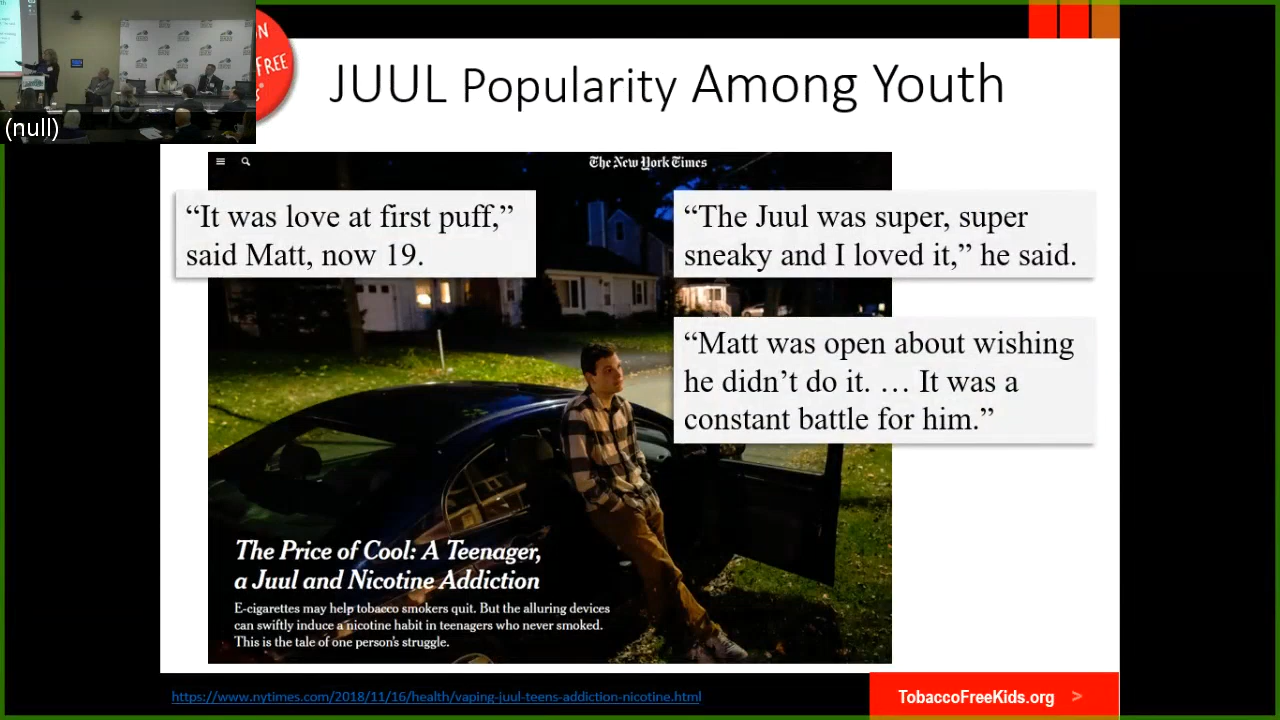 (null)
FREE
JUUL Popularity Among Youth
The New York Times
“It was love at first puff,”
said Matt, now 19.
“The Juul was super, super
sneaky and I loved it,” he said.
“Matt was open about wishing
he didn’t do it. … It was a
constant battle for him.”
The Price of Cool: A Teenager,
a Juul and Nicotine Addiction
E-cigarettes may help tobacco smokers quit. But the alluring devices
can swiftly induce a nicotine habit in teenagers who never smoked.
This is the tale of one person’s struggle.
https://www.nytimes.com/2018/11/16/health/vaping-juul-teens-addiction-nicotine.html
TobaccoFreeKids.org >